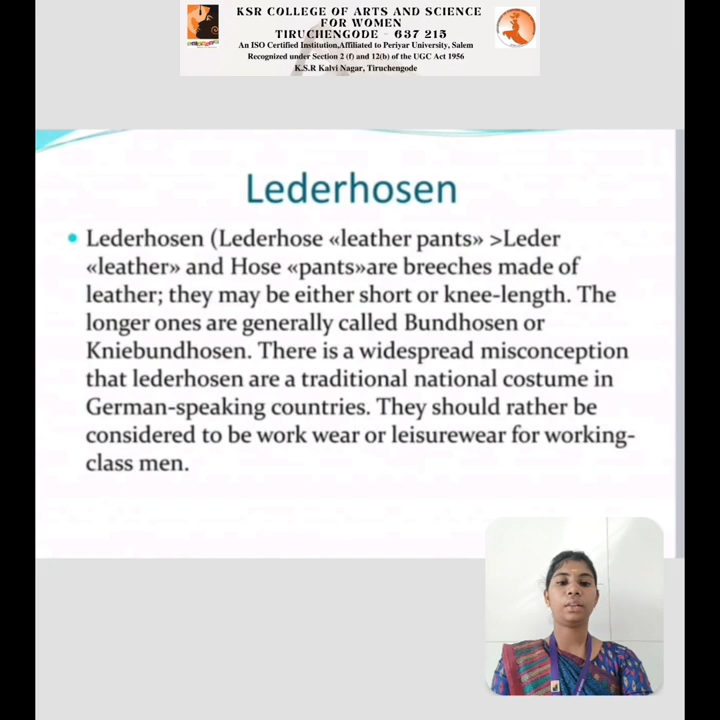 KSR COLLEGE OF ARTS AND SCIENCE
FOR WOMEN
TIRUCHENGODE - 637 215
An ISO Certified Institution,Affiliated to Periyar University, Salem
Recognized under Section 2 (f) and 12(b) of the UGC Act 1956
K.S.R Kalvi Nagar, Tiruchengode
Lederhosen
• Lederhosen (Lederhose «leather pants» >Leder
«leather» and Hose «pants»are breeches made of
leather; they may be either short or knee-length. The
longer ones are generally called Bundhosen or
Kniebundhosen. There is a widespread misconception
that lederhosen are a traditional national costume in
German-speaking countries. They should rather be
considered to be work wear or leisurewear for working-
class men.